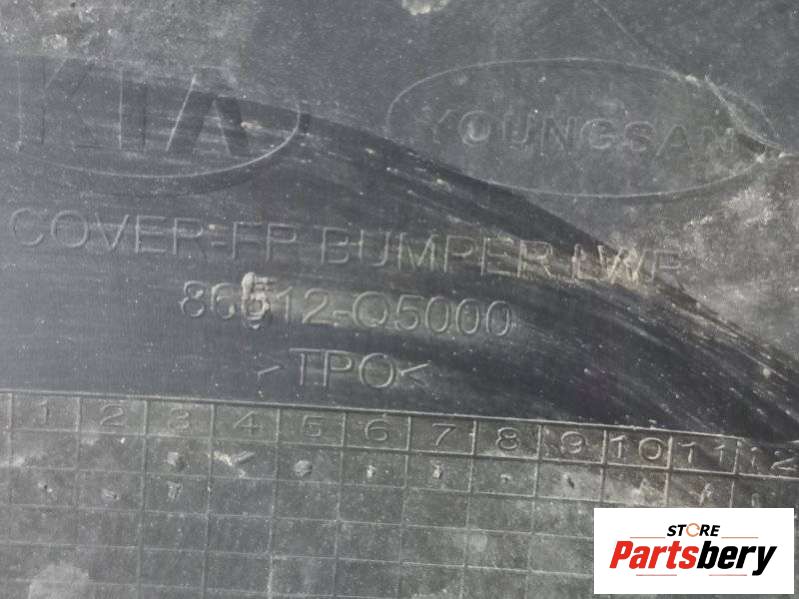 KIA YOUNGSAN
COVER-FR BUMPER LWR
86512-Q5000
>TPO<
1 2 3 4 5 6 7 8 9 10 11 12
STORE
Partsbery